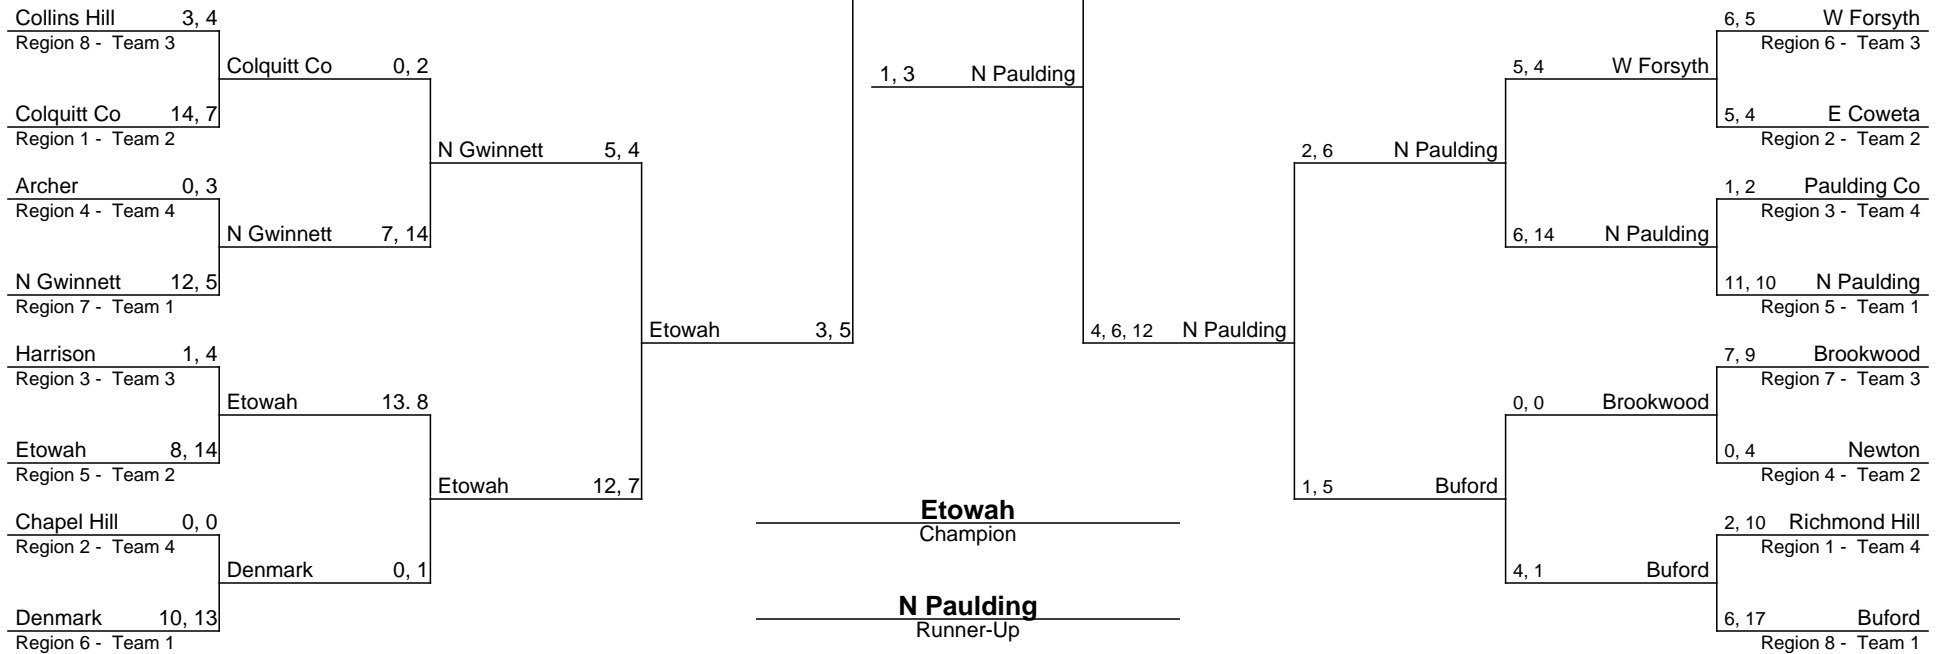 Collins Hill 3, 4
Region 8 - Team 3
Colquitt Co 0, 2
Colquitt Co 14, 7
Region 1 - Team 2
N Gwinnett 5, 4
Archer 0, 3
Region 4 - Team 4
N Gwinnett 7, 14
N Gwinnett 12, 5
Region 7 - Team 1
Etowah 3, 5
Harrison 1, 4
Region 3 - Team 3
Etowah 13. 8
Etowah 8, 14
Region 5 - Team 2
Etowah 12, 7
Chapel Hill 0, 0
Region 2 - Team 4
Denmark 0, 1
Denmark 10, 13
Region 6 - Team 1
1, 3 N Paulding
Etowah
Champion
N Paulding
Runner-Up
4, 6, 12 N Paulding
2, 6 N Paulding
1, 5 Buford
5, 4 W Forsyth
6, 14 N Paulding
0, 0 Brookwood
4, 1 Buford
6, 5 W Forsyth
Region 6 - Team 3
5, 4 E Coweta
Region 2 - Team 2
1, 2 Paulding Co
Region 3 - Team 4
11, 10 N Paulding
Region 5 - Team 1
7, 9 Brookwood
Region 7 - Team 3
0, 4 Newton
Region 4 - Team 2
2, 10 Richmond Hill
Region 1 - Team 4
6, 17 Buford
Region 8 - Team 1